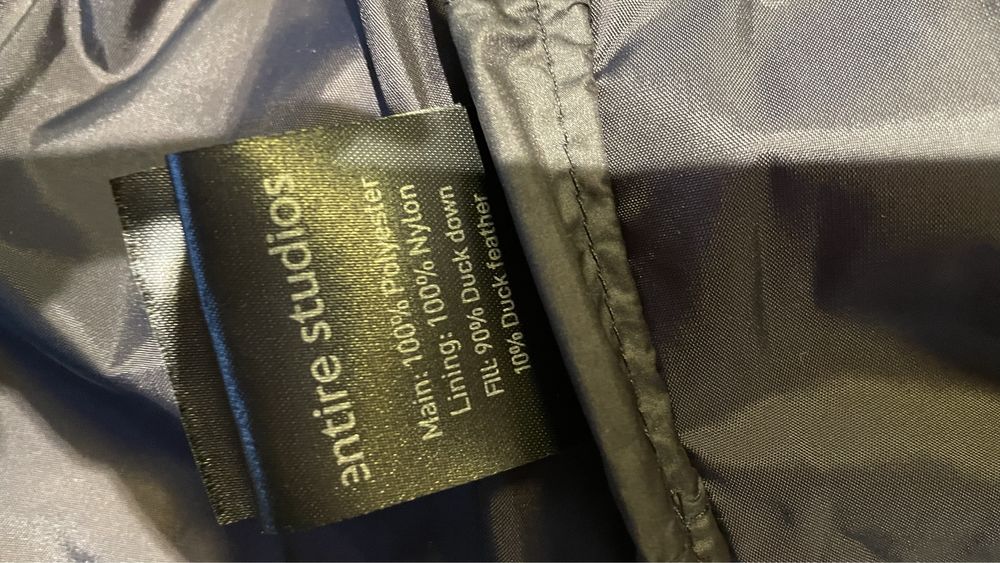 entire studios
Main: 100% Polyester
Lining: 100% Nylon
Fill: 90% Duck down
10% Duck feather